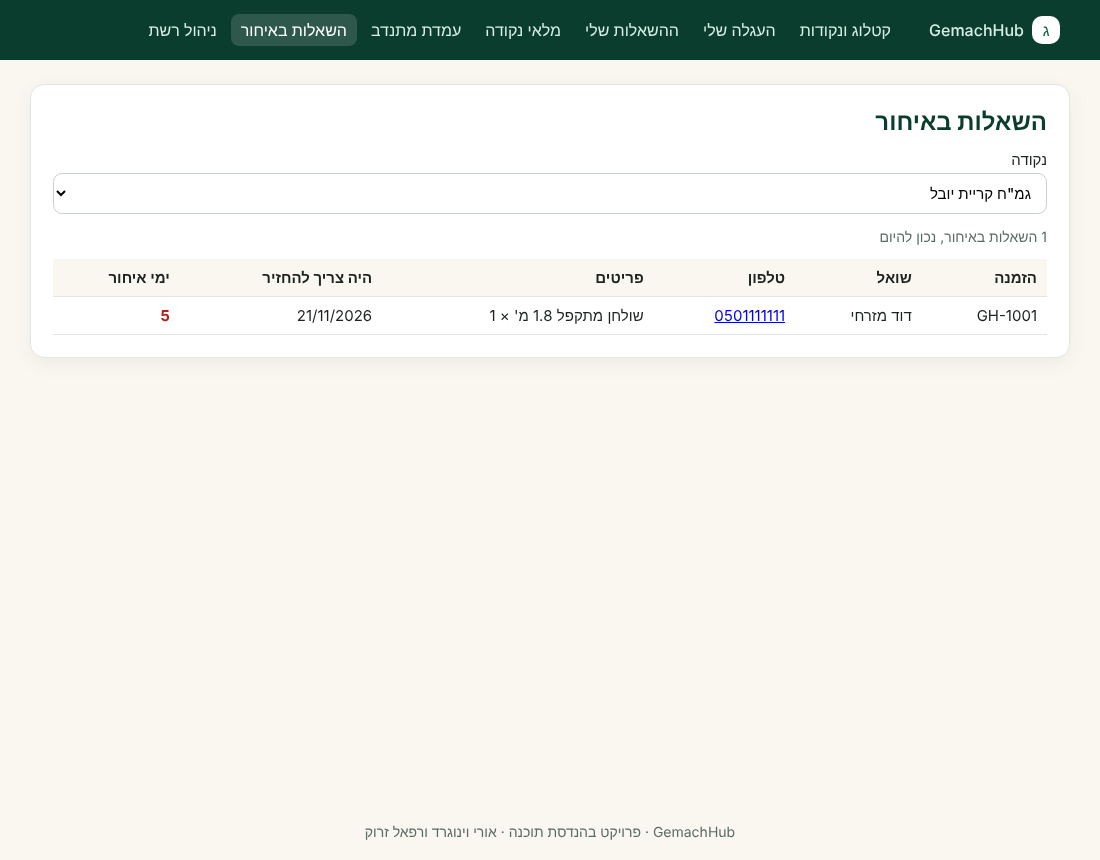 ג GemachHub קטלוג ונקודות העגלה שלי ההשאלות שלי מלאי נקודה עמדת מתנדב השאלות באיחור ניהול רשת
השאלות באיחור
נקודה
גמ"ח קריית יובל
1 השאלות באיחור, נכון להיום
הזמנה שואל טלפון פריטים היה צריך להחזיר ימי איחור
GH-1001 דוד מזרחי 0501111111 שולחן מתקפל 1.8 מ' × 1 21/11/2026 5
GemachHub · פרויקט בהנדסת תוכנה · אורי וינוגרד ורפאל זרוק